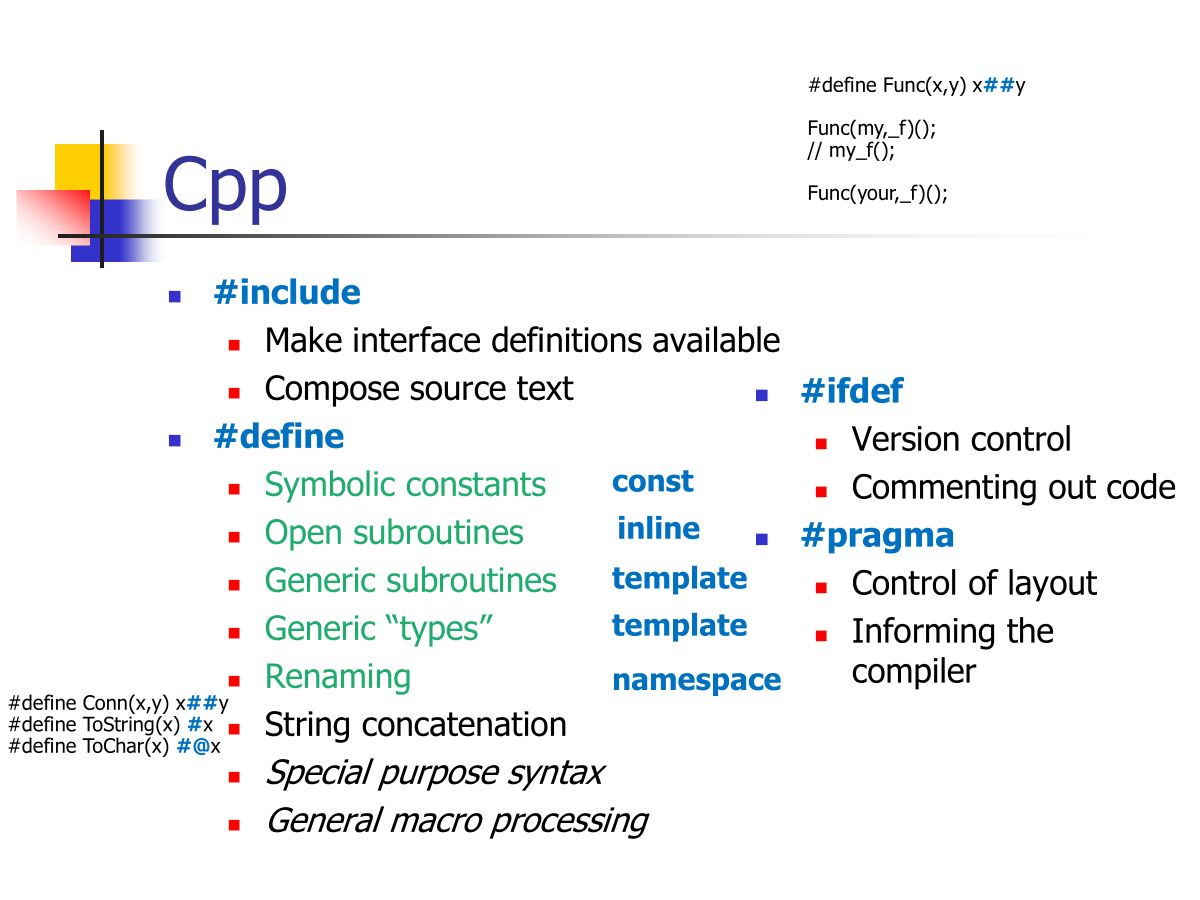 #define Func(x,y) x##y
Func(my,_f)();
// my_f();
Func(your,_f)();
Cpp
#include
Make interface definitions available
Compose source text
#define
Symbolic constants const
Open subroutines inline
Generic subroutines template
Generic “types” template
Renaming namespace
String concatenation
Special purpose syntax
General macro processing
#define Conn(x,y) x##y
#define ToString(x) #x
#define ToChar(x) #@x
#ifdef
Version control
Commenting out code
#pragma
Control of layout
Informing the
compiler